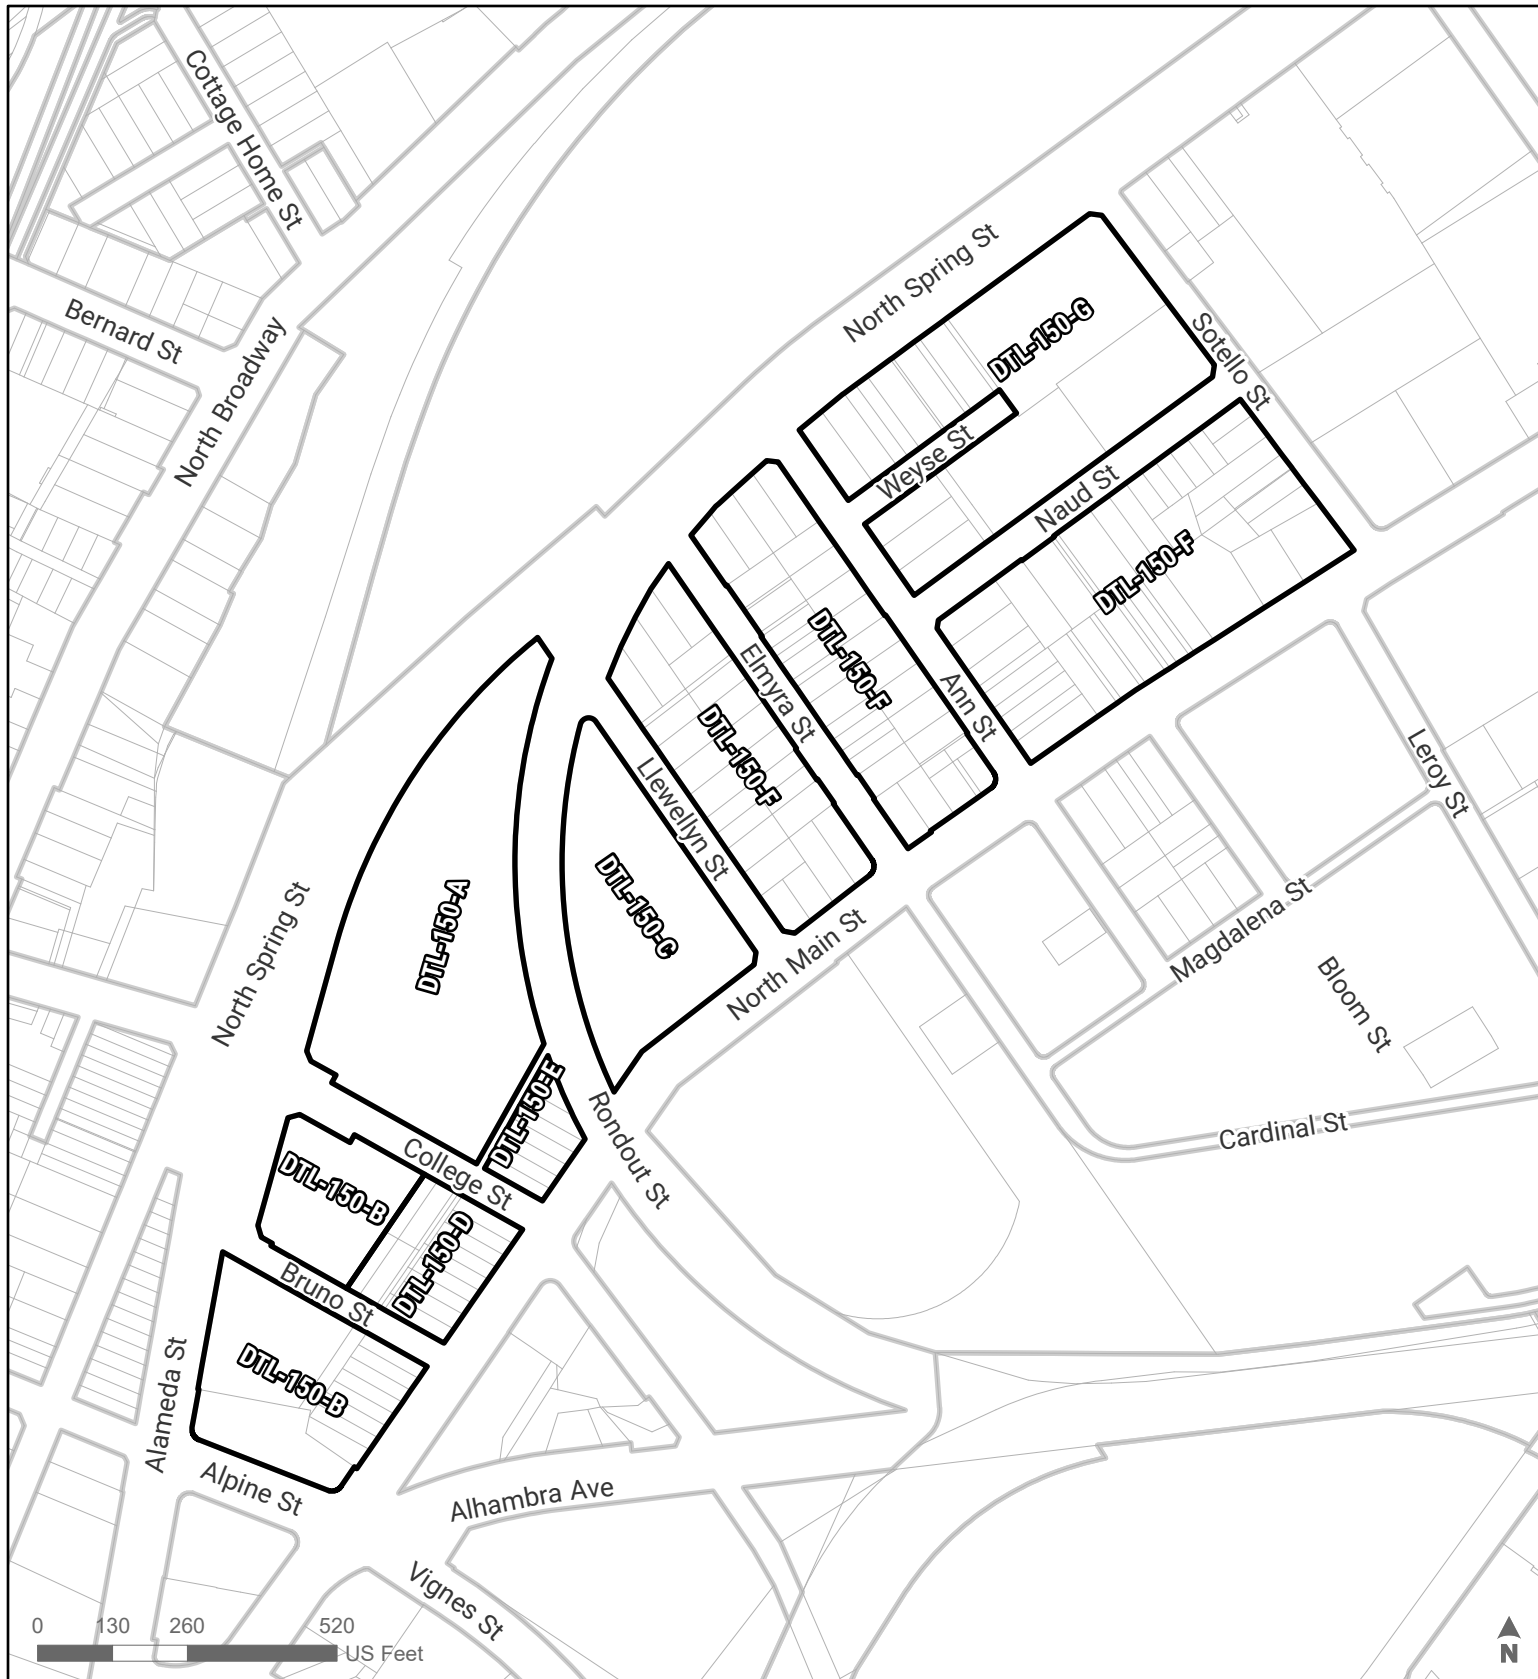 Cottage Home St
Bernard St
North Broadway
North Spring St
DTL-150-G
Sotello St
Weyse St
Naud St
DTL-150-F
DTL-150-F
Elmyra St
Ann St
DTL-150-F
Llewellyn St
Leroy St
DTL-150-A
DTL-150-C
North Spring St
North Main St
Magdalena St
Bloom St
DTL-150-E
Rondout St
Cardinal St
College St
DTL-150-B
DTL-150-D
Bruno St
DTL-150-B
Alameda St
Alpine St
Alhambra Ave
Vignes St
0 130 260 520
US Feet
N